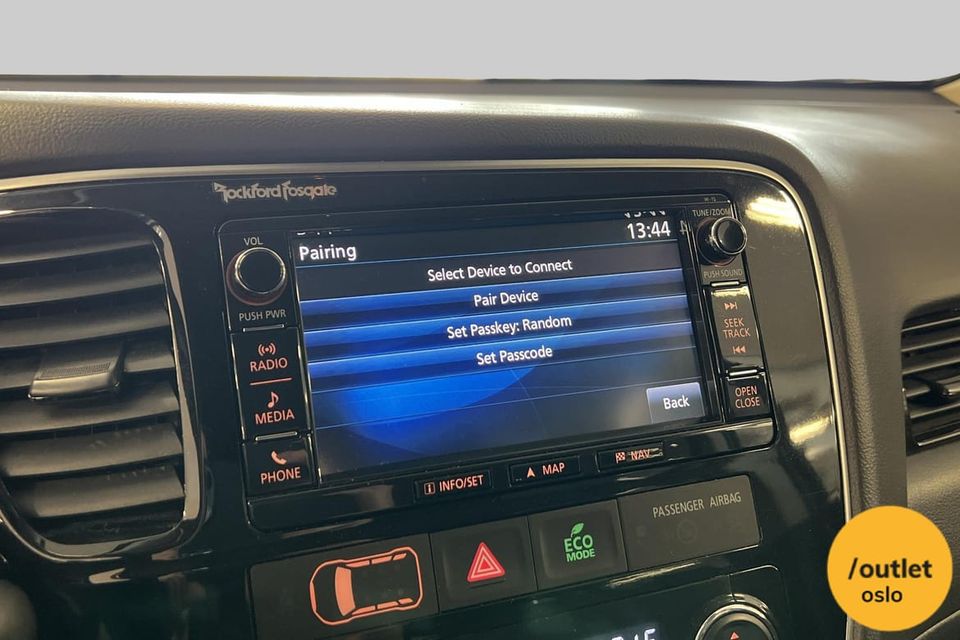 Rockford Fosgate
VOL
PUSH PWR
RADIO
MEDIA
PHONE
Pairing
13:44
Select Device to Connect
Pair Device
Set Passkey: Random
Set Passcode
Back
TUNE/ZOOM
PUSH SOUND
SEEK
TRACK
OPEN
CLOSE
INFO/SET
MAP
NAV
PASSENGER AIRBAG
ECO
MODE
/outlet
oslo